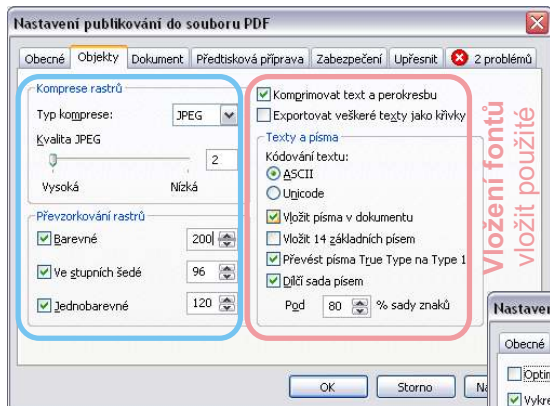 Nastavení publikování do souboru PDF
Obecné Objekty Dokument Předtisková příprava Zabezpečení Upřesnit 2 problémů
Komprese rastrů
Typ komprese: JPEG
Kvalita JPEG
2
Vysoká Nízká
Převzorkování rastrů
Barevné 200
Ve stupních šedé 96
Jednobarevné 120
Komprimovat text a perokresbu
Exportovat veškeré texty jako křivky
Texty a písma
Kódování textu:
ASCII
Unicode
Vložit písma v dokumentu
Vložit 14 základních písem
Převést písma True Type na Type 1
Dílčí sada písem
Pod 80 % sady znaků
Vložení fontů
vložit použité
OK Storno Ná
Nastaven
Obecné
Optim
Vykre